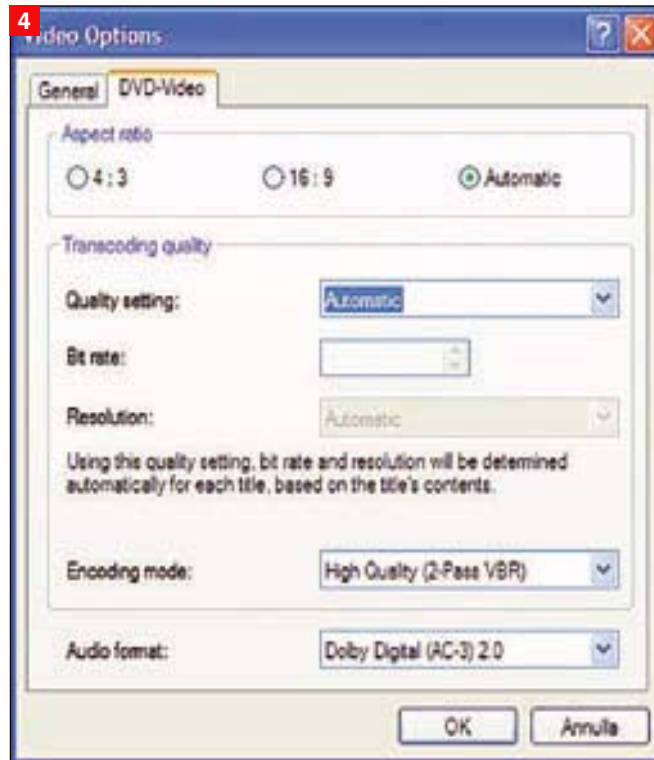 4
Video Options
General DVD-Video
Aspect ratio
4 : 3 16 : 9 Automatic
Transcoding quality
Quality setting: Automatic
Bit rate:
Resolution: Automatic
Using this quality setting, bit rate and resolution will be determined
automatically for each title, based on the title's contents.
Encoding mode: High Quality (2-Pass VBR)
Audio format: Dolby Digital (AC-3) 2.0
OK Annulla